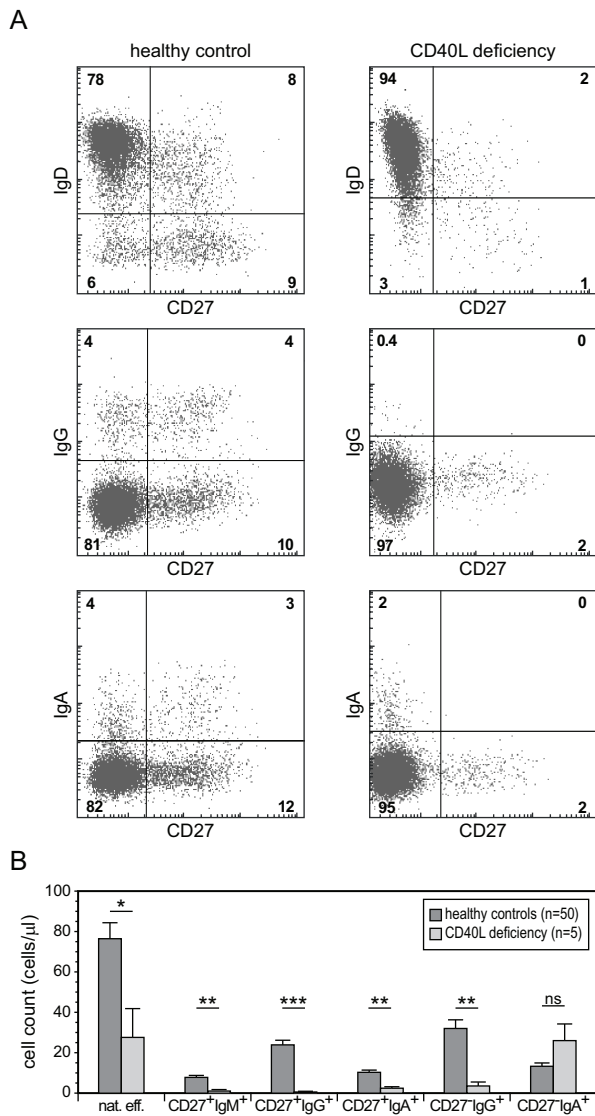 A
healthy control
CD40L deficiency
78 8
IgD
6 9
CD27
94 2
IgD
3 1
CD27
4 4
IgG
81 10
CD27
0.4 0
IgG
97 2
CD27
4 3
IgA
82 12
CD27
2 0
IgA
95 2
CD27
B
cell count (cells/µl)
100
80
60
40
20
0
* ** *** ** ** ns
healthy controls (n=50)
CD40L deficiency (n=5)
nat. eff. CD27⁺IgM⁺ CD27⁺IgG⁺ CD27⁺IgA⁺ CD27⁻IgG⁺ CD27⁻IgA⁺